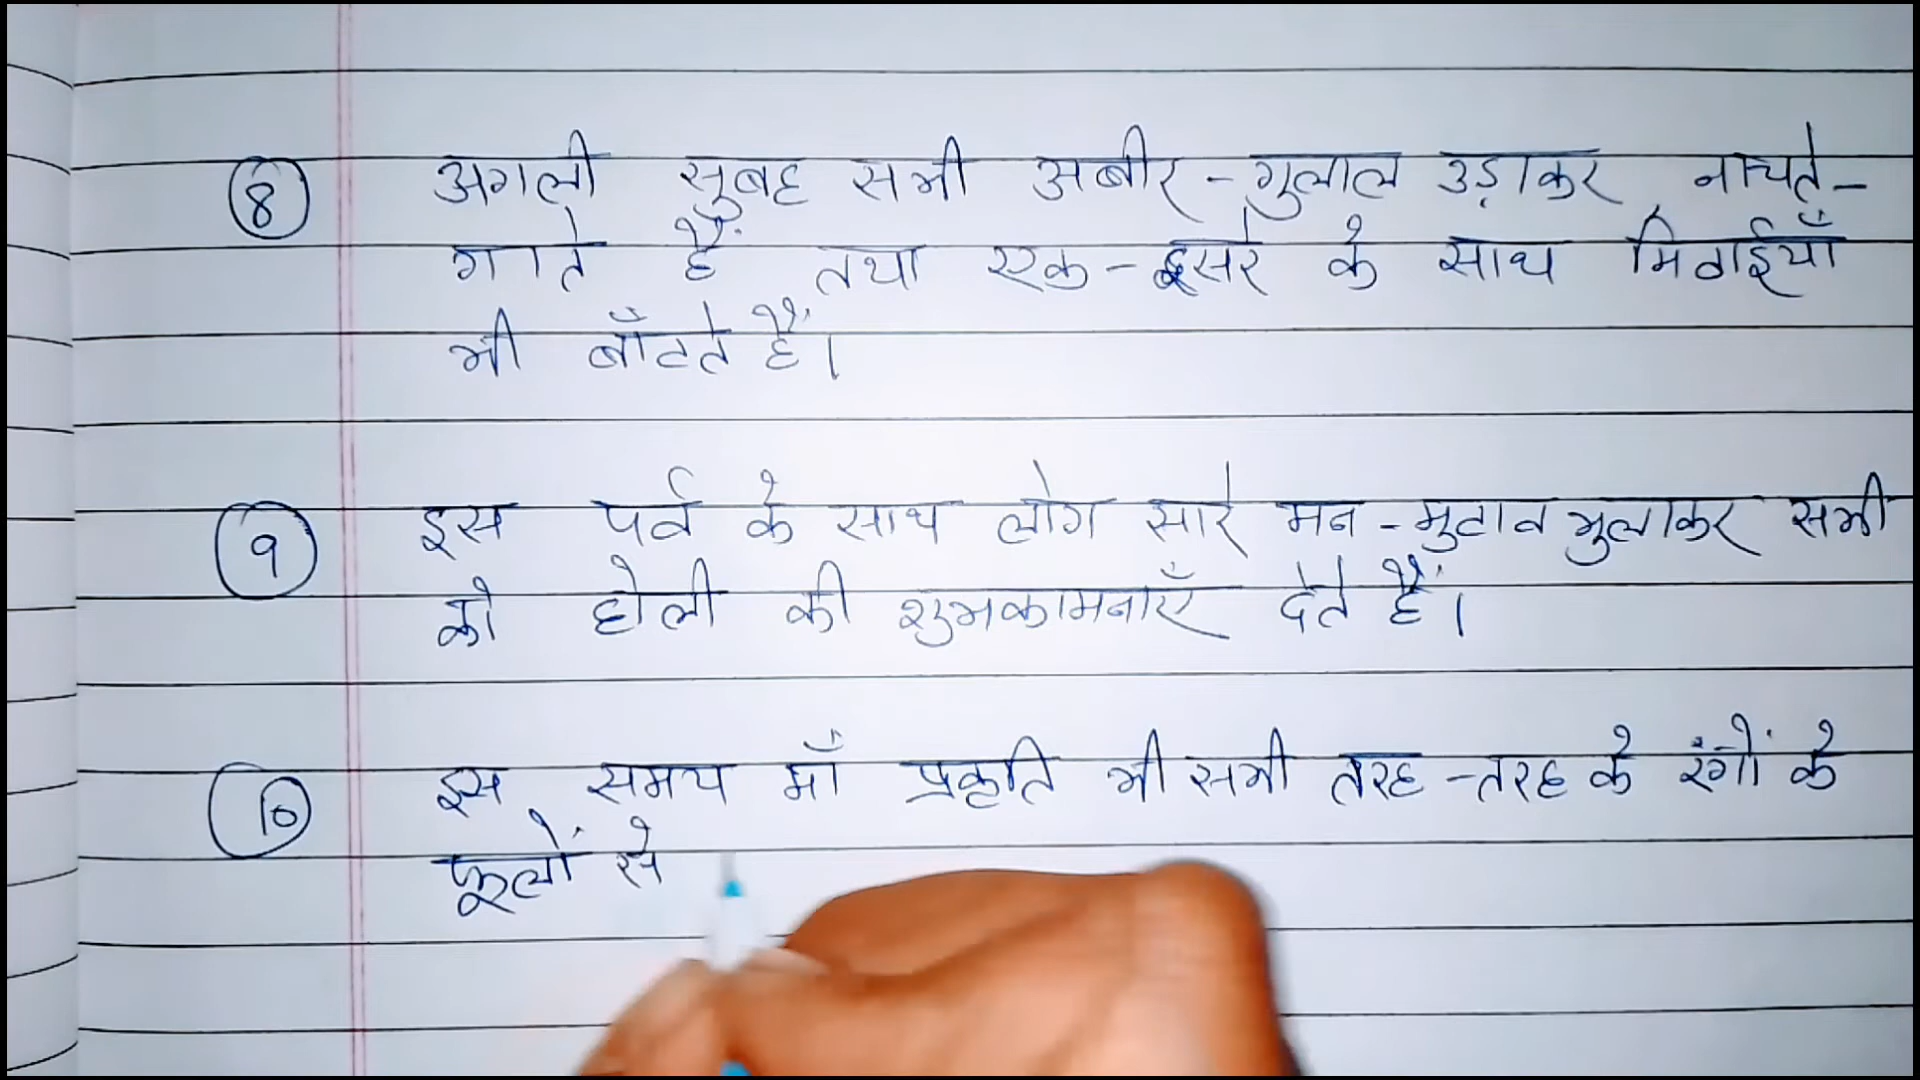 8 अगली सुबह सभी अबीर-गुलाल उड़ाकर नाचते-
गाते हैं तथा एक-दूसरे के साथ मिठाईयाँ
भी बाँटते हैं।
9 इस पर्व के साथ लोग सारे मन-मुटाव भुलाकर सभी
को होली की शुभकामनाएँ देते हैं।
10 इस समय माँ प्रकृति भी सभी तरह-तरह के रंगों के
फूलों से